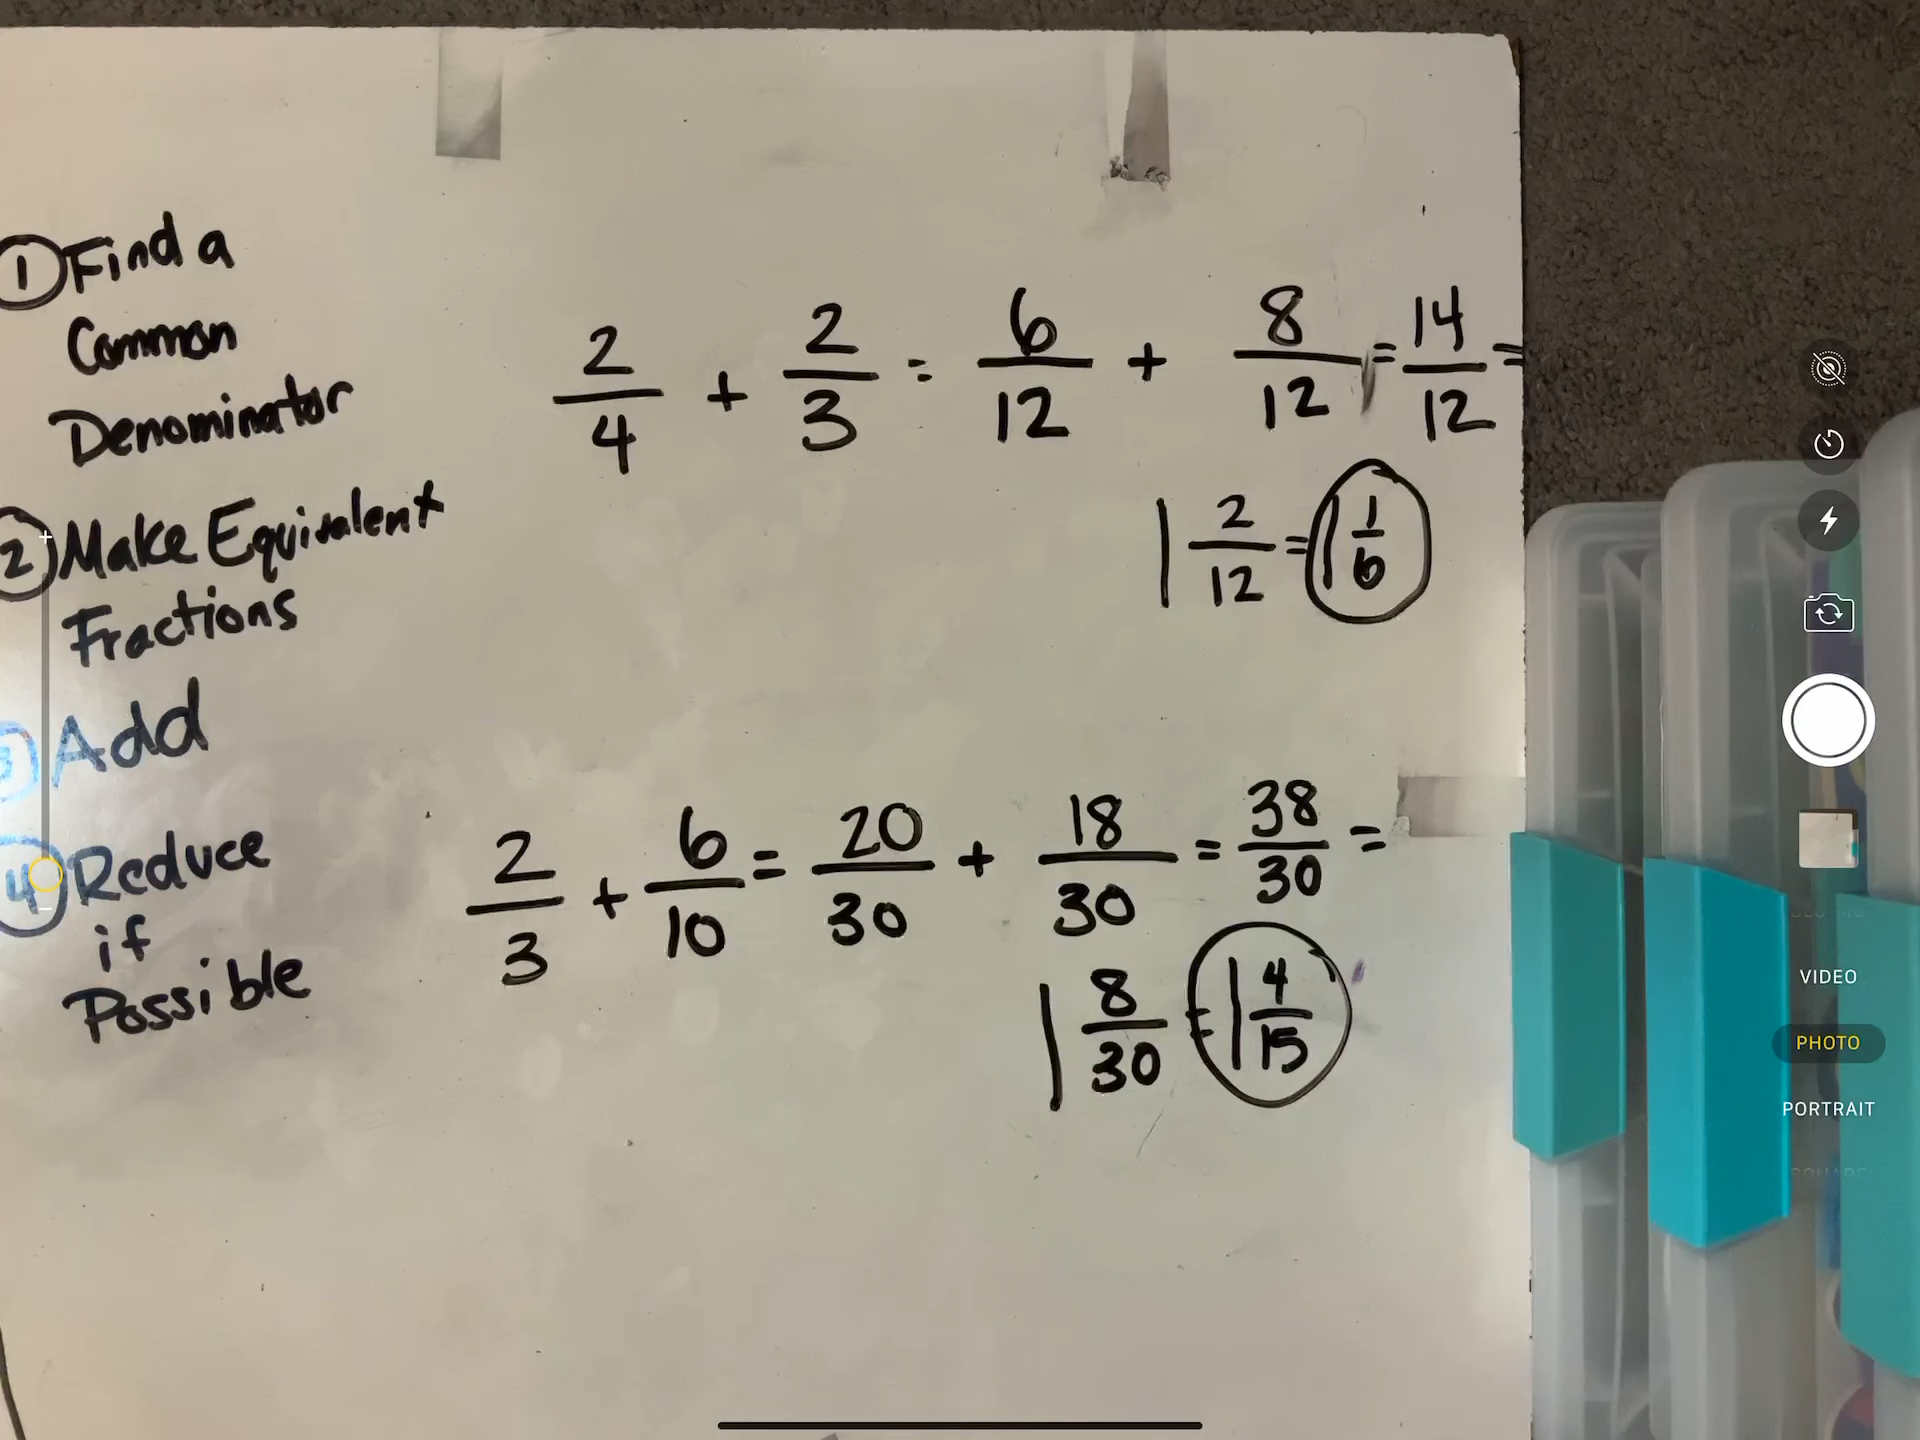 ① Find a
Common
Denominator
② Make Equivalent
Fractions
③ Add
④ Reduce
if
Possible
2/4 + 2/3 = 6/12 + 8/12 = 14/12 =
1 2/12 = 1 1/6
2/3 + 6/10 = 20/30 + 18/30 = 38/30 =
1 8/30 = 1 4/15
VIDEO
PHOTO
PORTRAIT
SQUARE